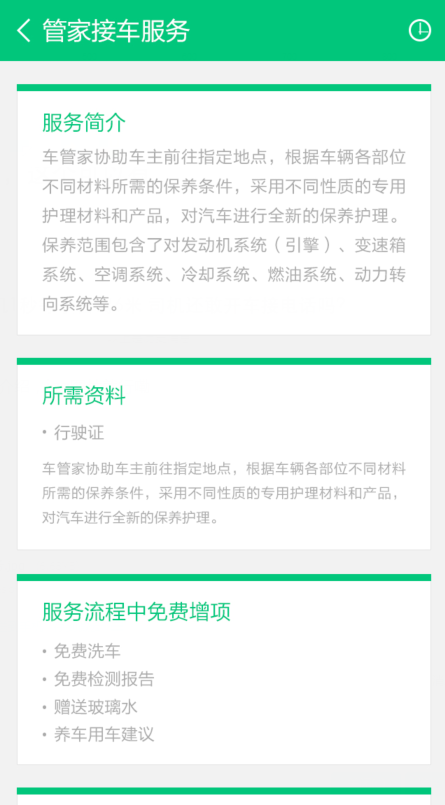 管家接车服务
服务简介
车管家协助车主前往指定地点，根据车辆各部位
不同材料所需的保养条件，采用不同性质的专用
护理材料和产品，对汽车进行全新的保养护理。
保养范围包含了对发动机系统（引擎）、变速箱
系统、空调系统、冷却系统、燃油系统、动力转
向系统等。
所需资料
• 行驶证
车管家协助车主前往指定地点，根据车辆各部位不同材料
所需的保养条件，采用不同性质的专用护理材料和产品，
对汽车进行全新的保养护理。
服务流程中免费增项
• 免费洗车
• 免费检测报告
• 赠送玻璃水
• 养车用车建议